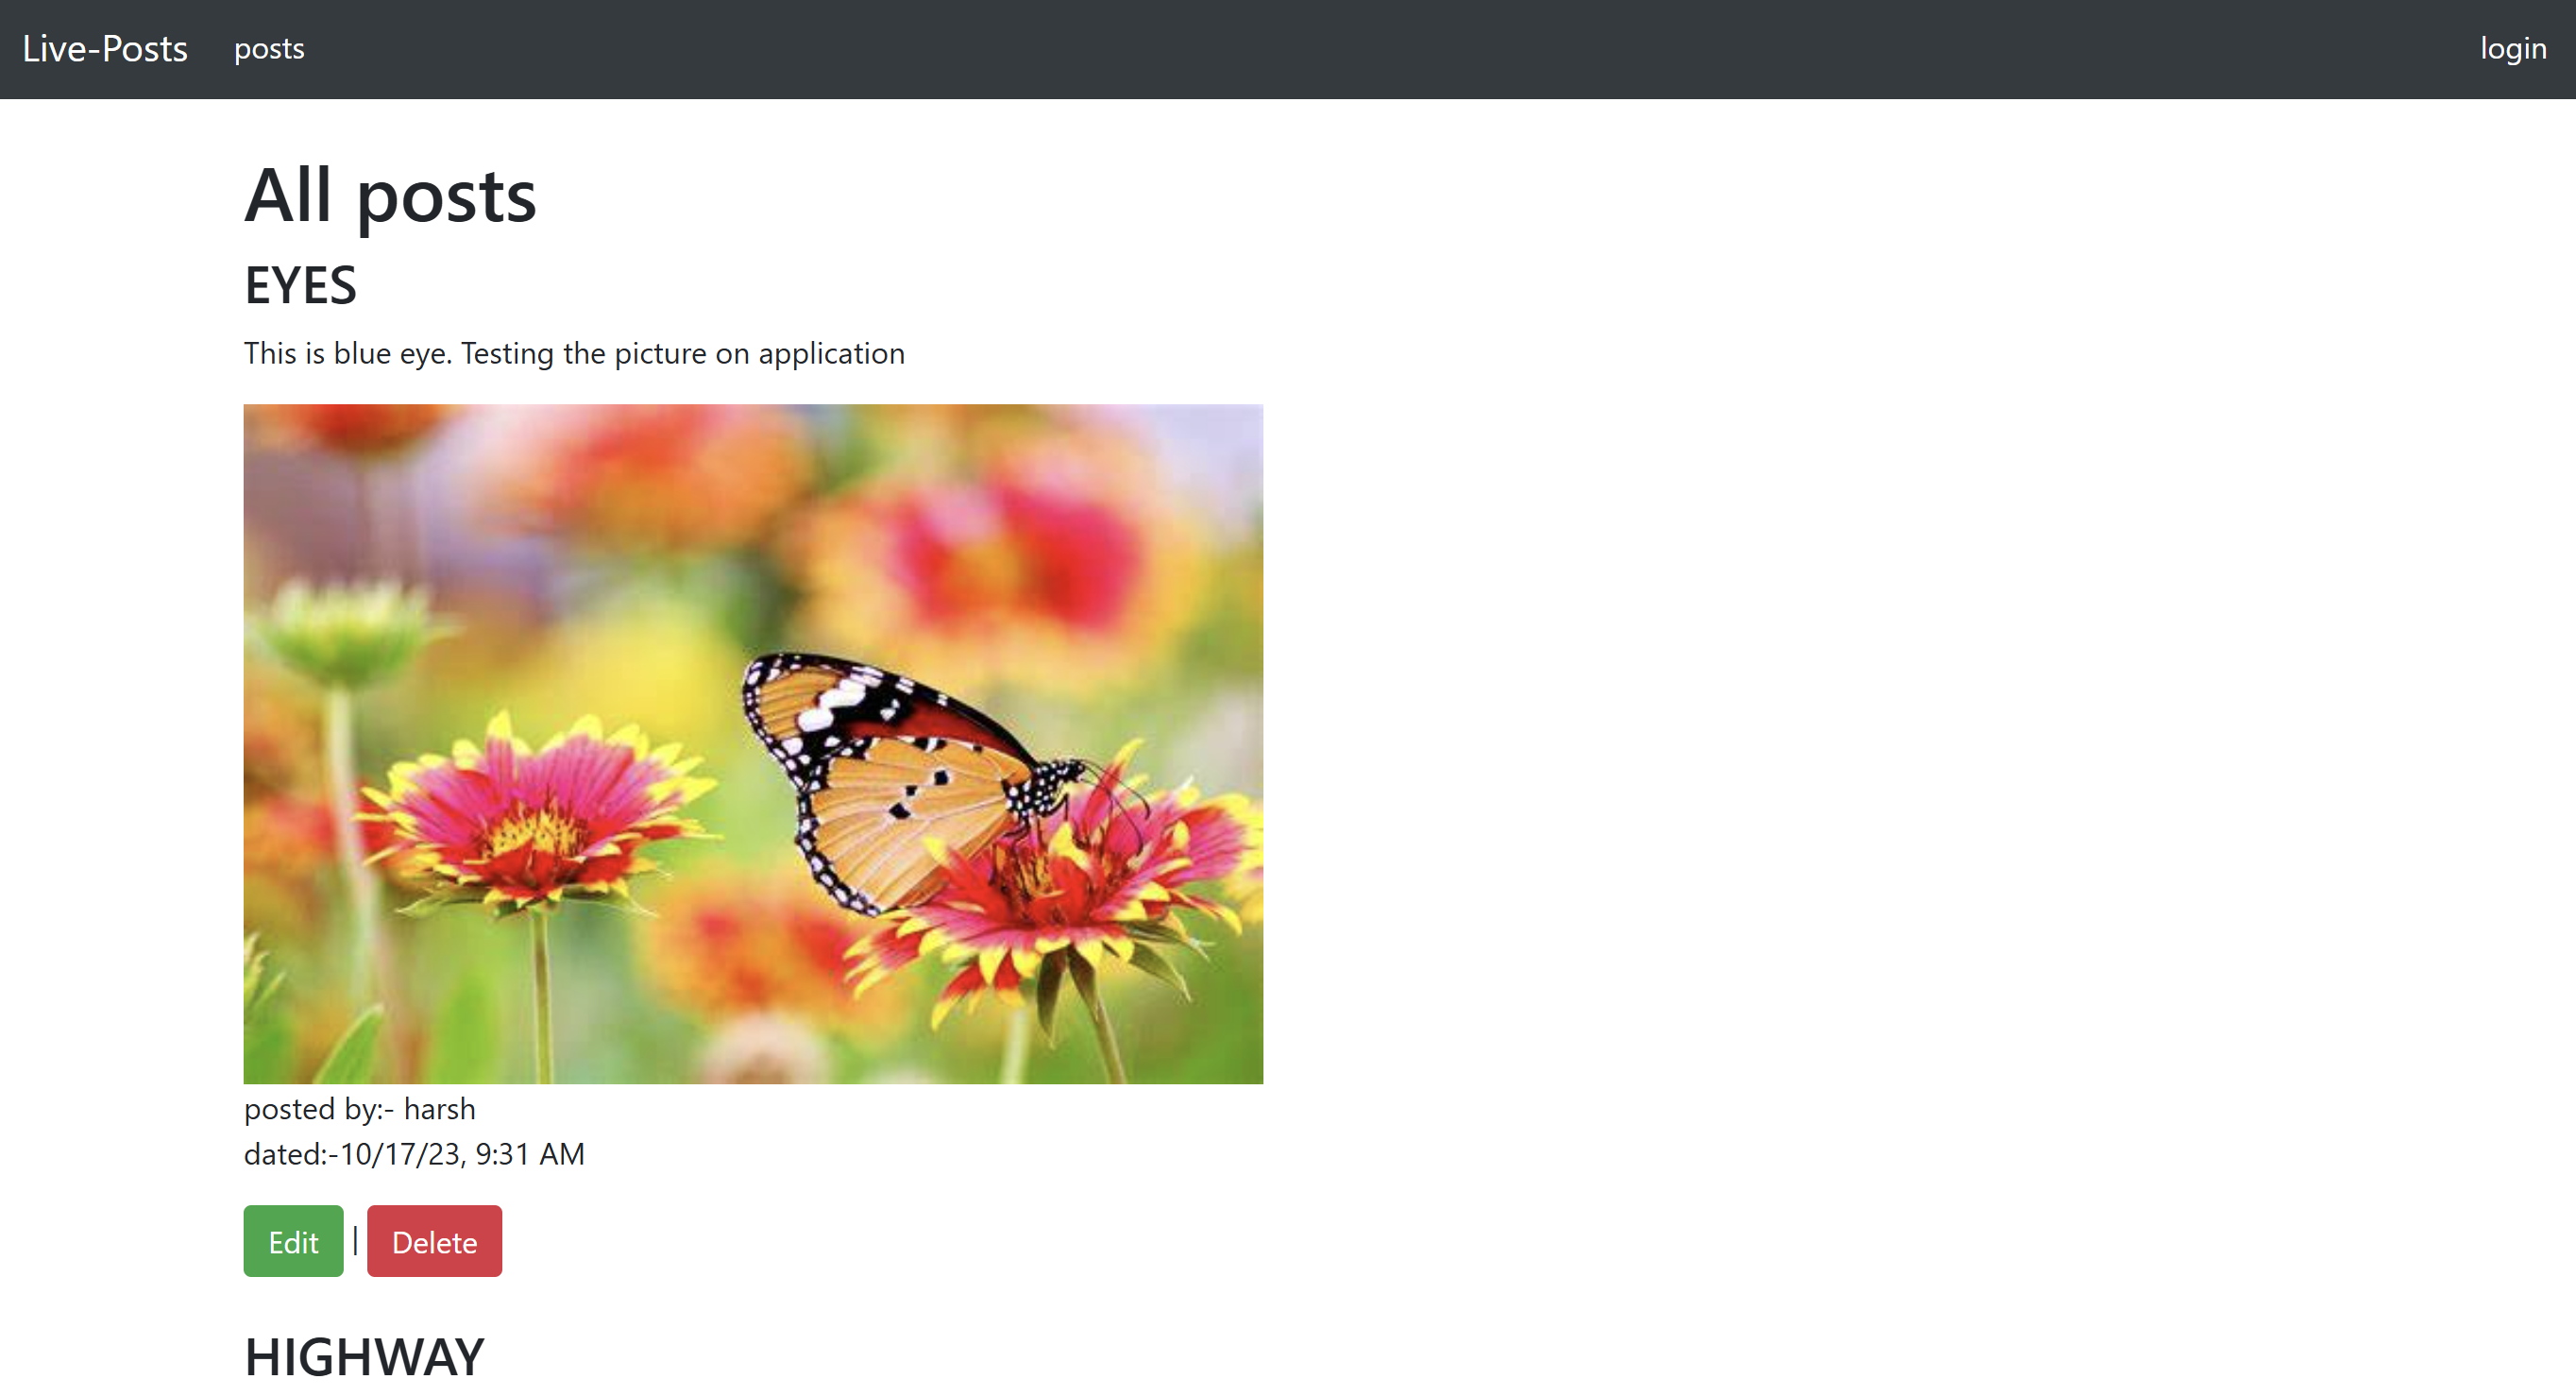 Live-Posts posts login
All posts
EYES
This is blue eye. Testing the picture on application
posted by:- harsh
dated:-10/17/23, 9:31 AM
Edit | Delete
HIGHWAY